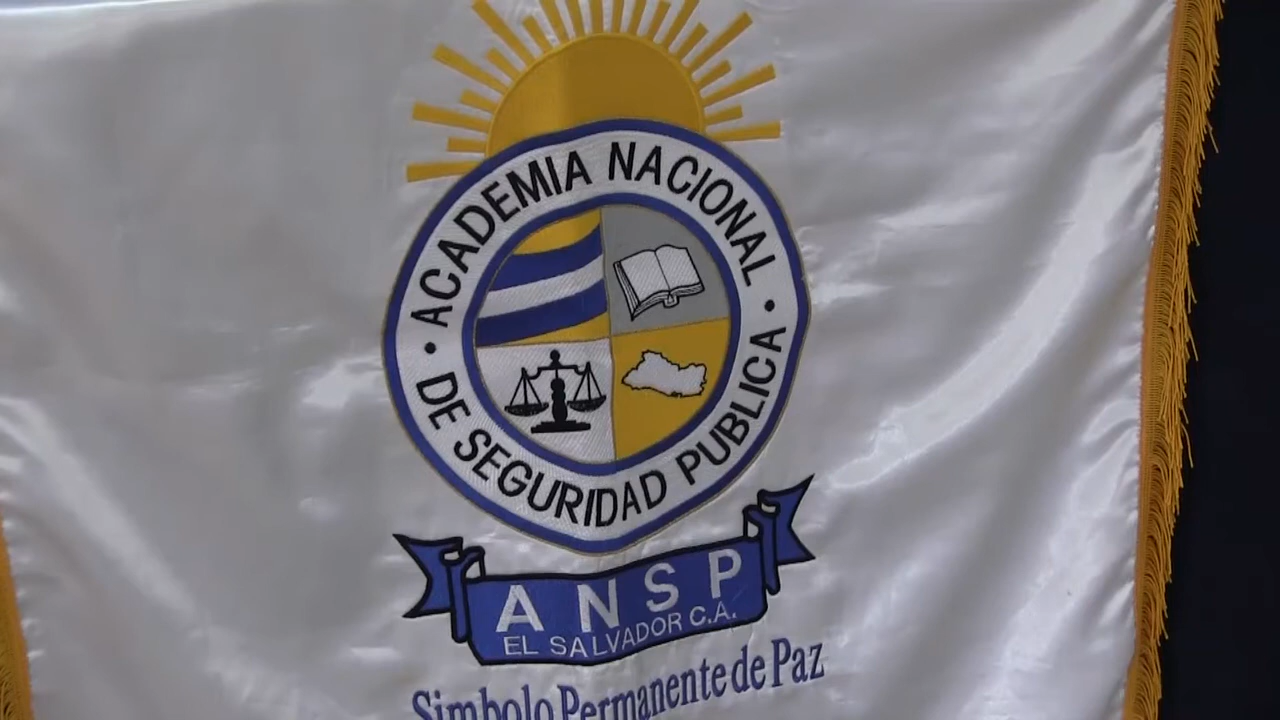 ACADEMIA NACIONAL
DE SEGURIDAD PUBLICA
ANSP
EL SALVADOR C.A.
Simbolo Permanente de Paz